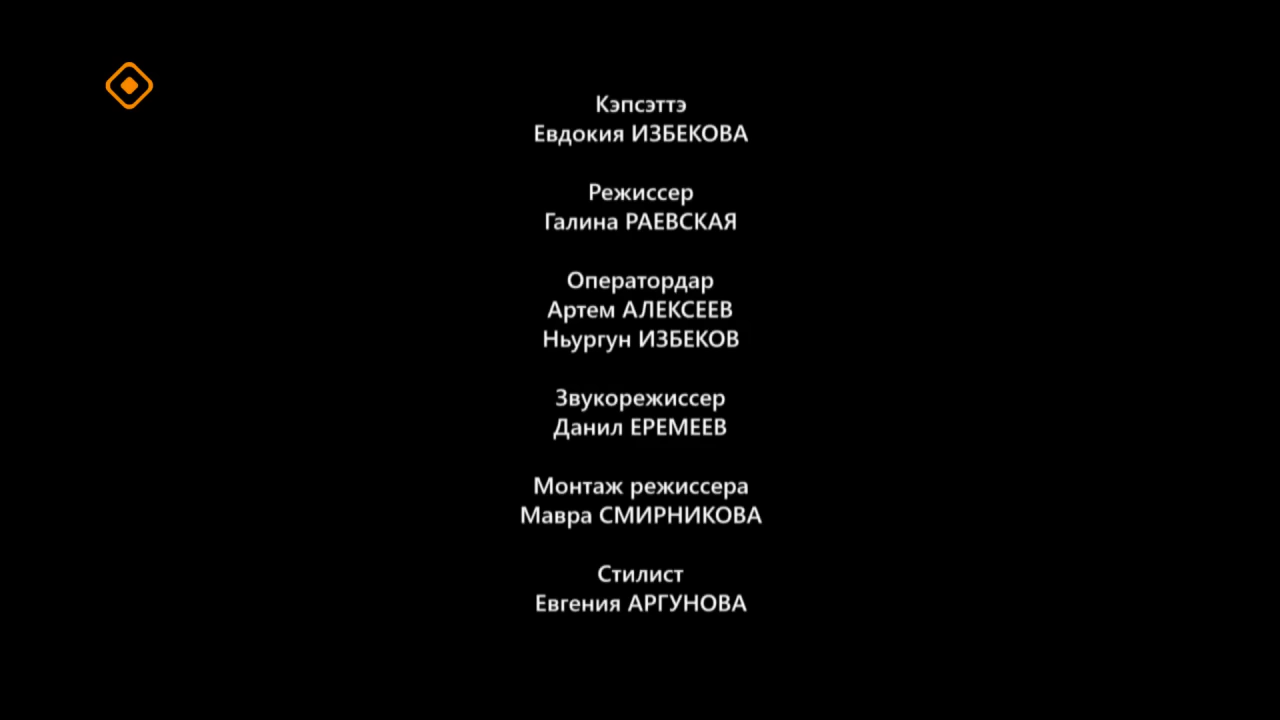 Кэпсэттэ
Евдокия ИЗБЕКОВА
Режиссер
Галина РАЕВСКАЯ
Оператордар
Артем АЛЕКСЕЕВ
Ньургун ИЗБЕКОВ
Звукорежиссер
Данил ЕРЕМЕЕВ
Монтаж режиссера
Мавра СМИРНИКОВА
Стилист
Евгения АРГУНОВА